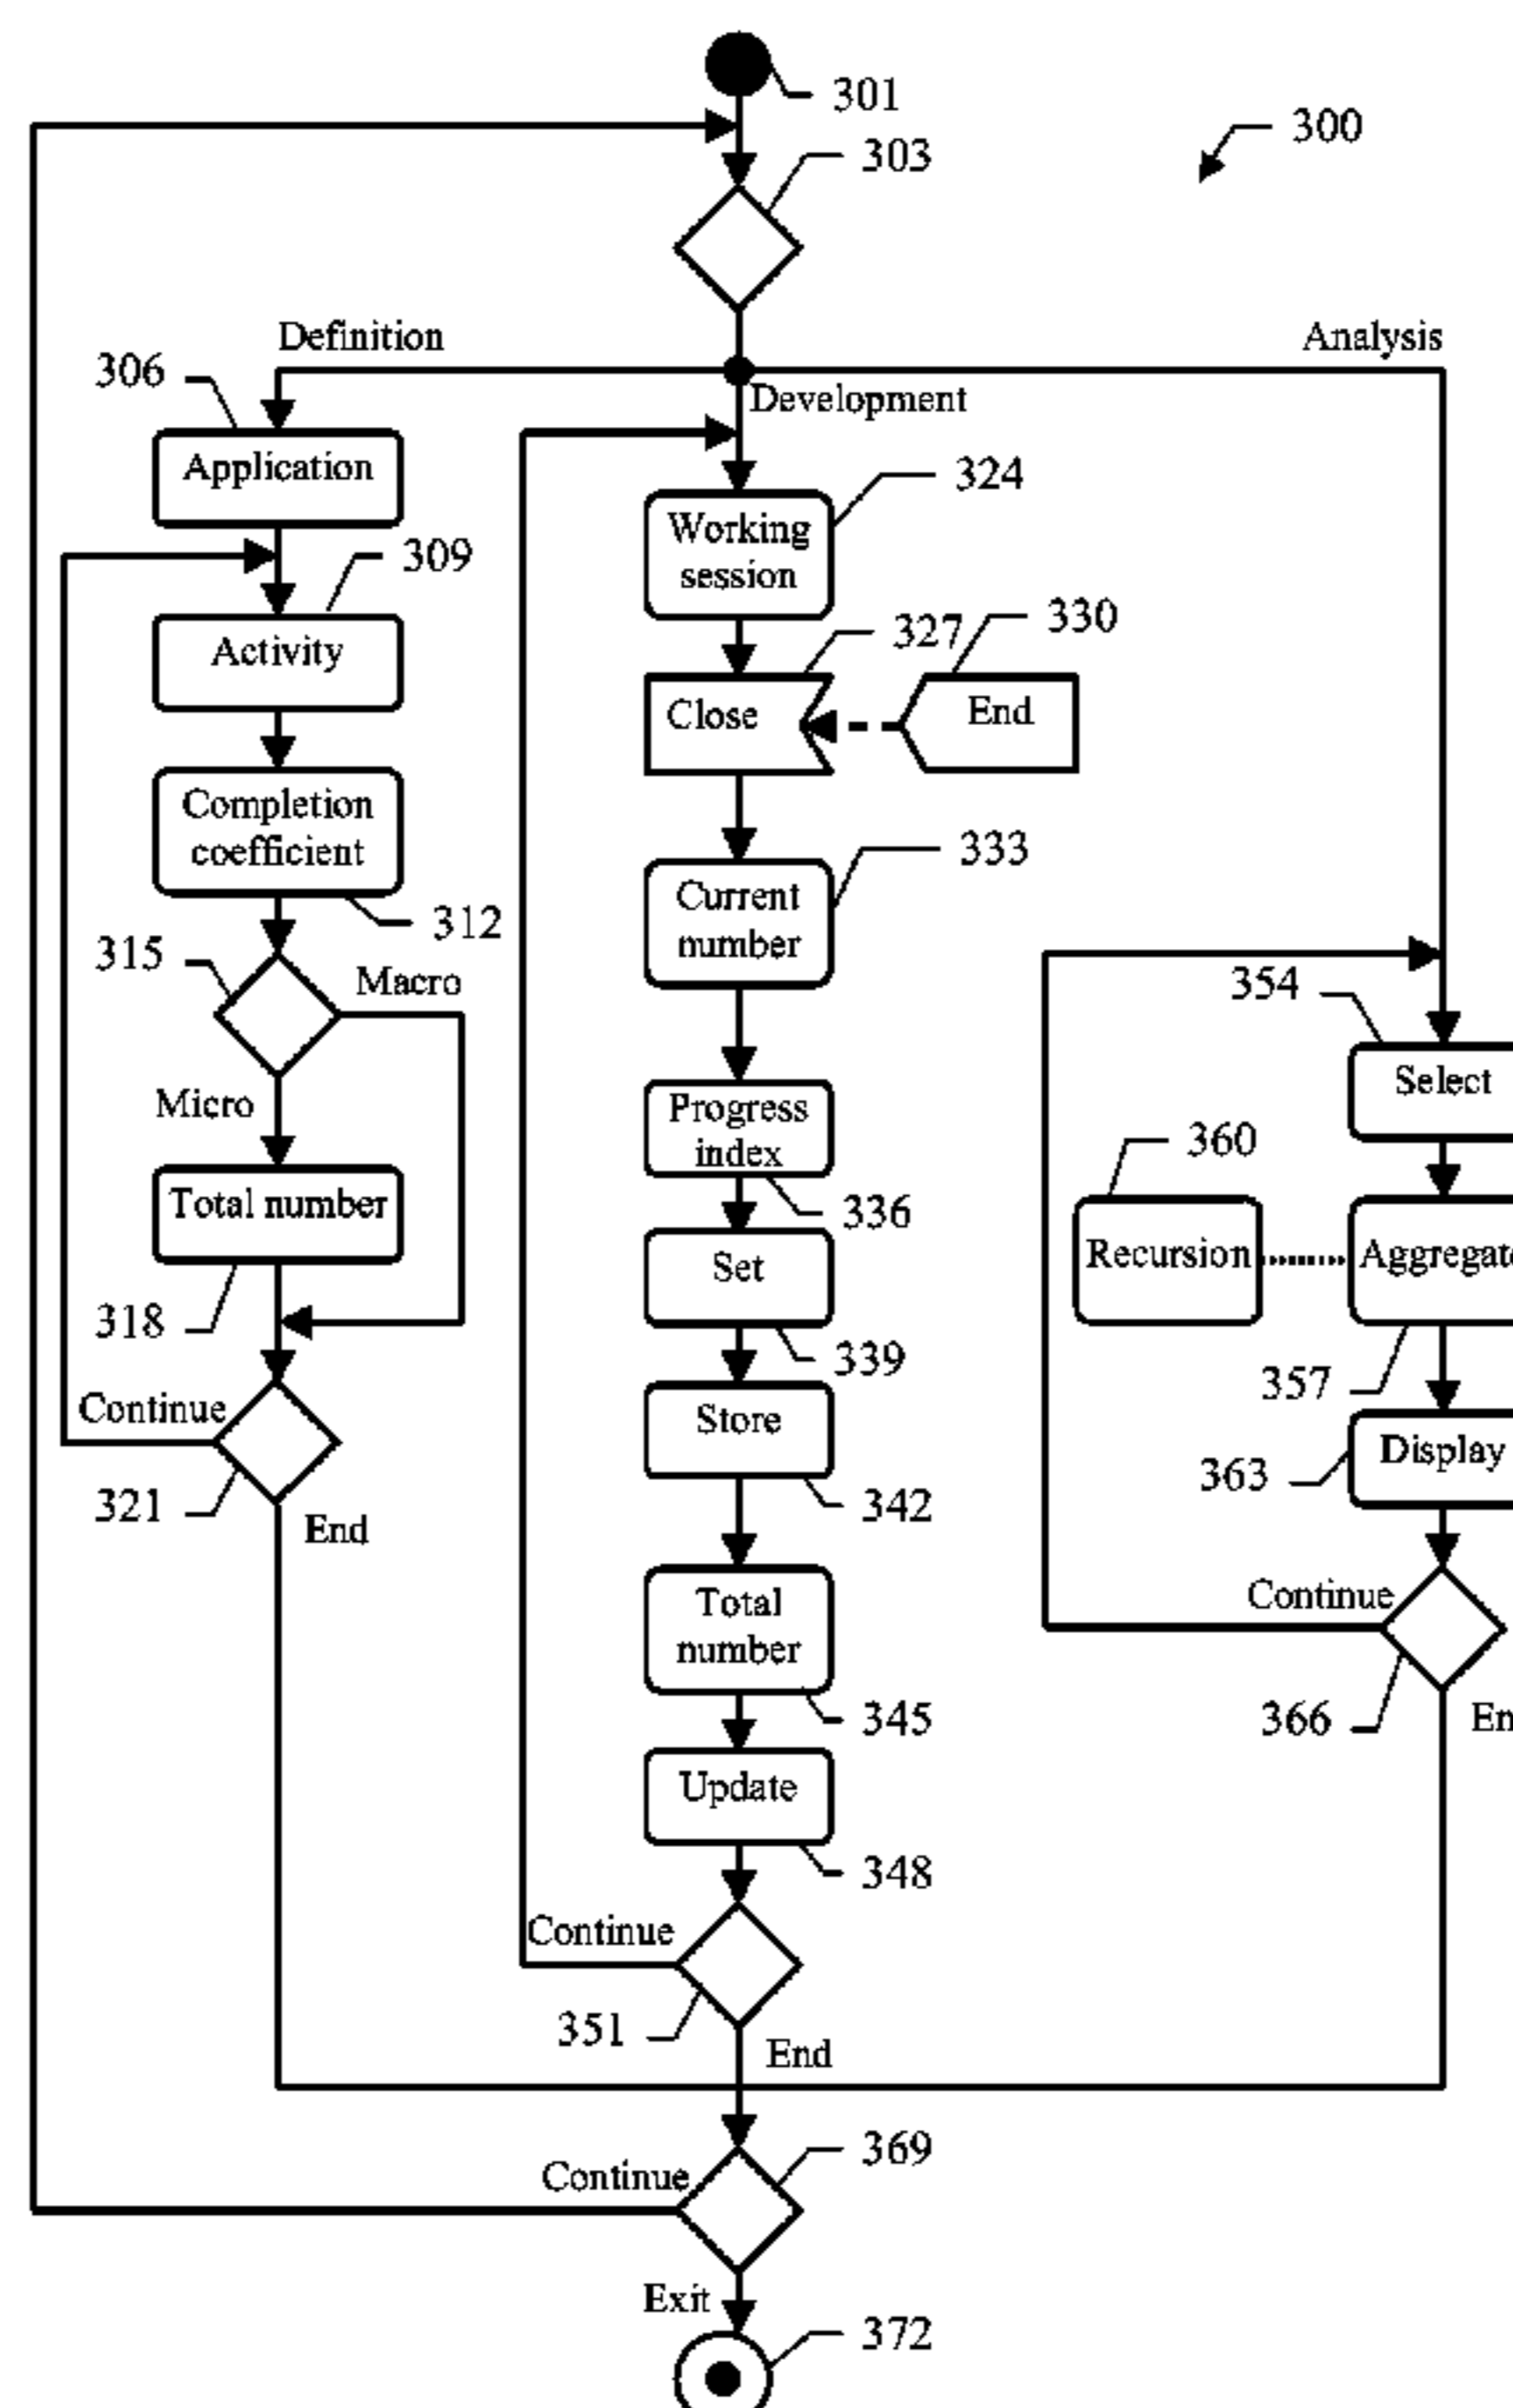 301
300
303
Definition
Analysis
306
Development
Application
324
Working
session
309
Activity
327
330
Close
End
Completion
coefficient
333
Current
number
312
315
Macro
354
Select
Micro
Progress
index
360
Total number
336
Recursion
Aggregate
Set
318
339
357
Continue
Store
Display
363
321
342
End
Total
number
Continue
345
366
En
Update
348
Continue
351
End
369
Continue
Exit
372